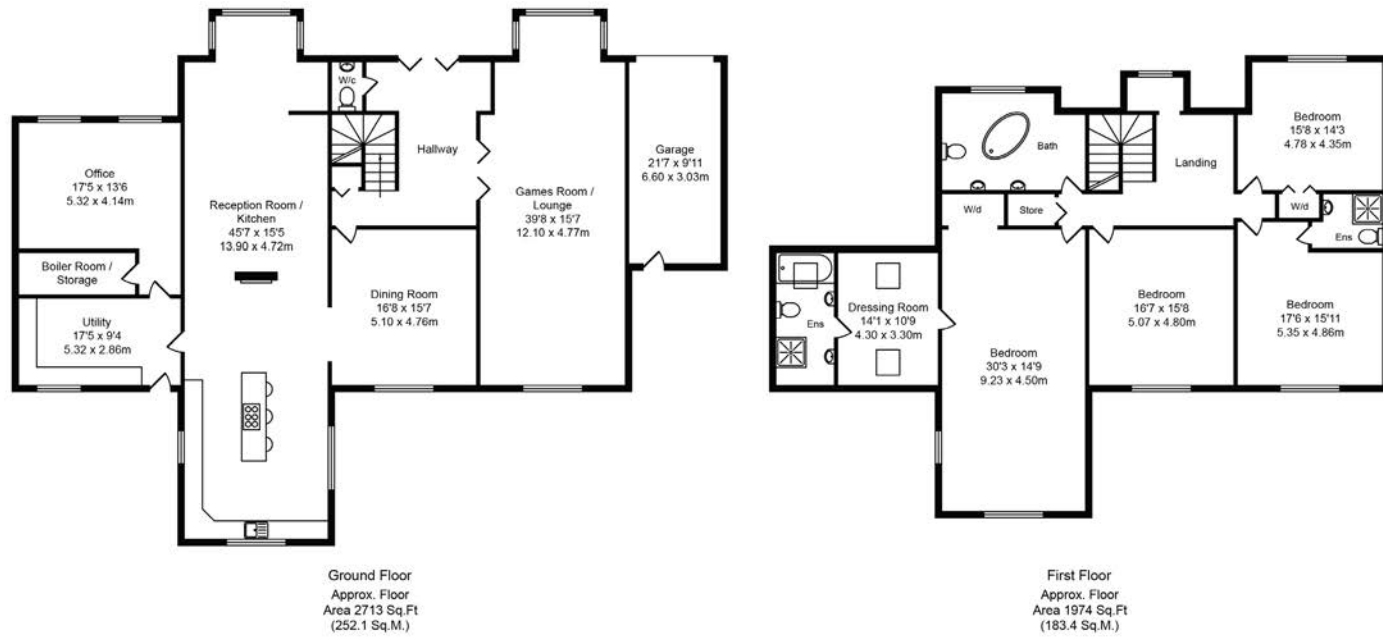 W/c
Hallway
Garage
21'7 x 9'11
6.60 x 3.03m
Office
17'5 x 13'6
5.32 x 4.14m
Games Room /
Lounge
39'8 x 15'7
12.10 x 4.77m
Reception Room /
Kitchen
45'7 x 15'5
13.90 x 4.72m
Boiler Room /
Storage
Dining Room
16'8 x 15'7
5.10 x 4.76m
Utility
17'5 x 9'4
5.32 x 2.86m
Ground Floor
Approx. Floor
Area 2713 Sq.Ft
(252.1 Sq.M.)
Bedroom
15'8 x 14'3
4.78 x 4.35m
Bath
Landing
W/d
Store
W/d
Ens
Dressing Room
14'1 x 10'9
4.30 x 3.30m
Ens
Bedroom
16'7 x 15'8
5.07 x 4.80m
Bedroom
17'6 x 15'11
5.35 x 4.86m
Bedroom
30'3 x 14'9
9.23 x 4.50m
First Floor
Approx. Floor
Area 1974 Sq.Ft
(183.4 Sq.M.)